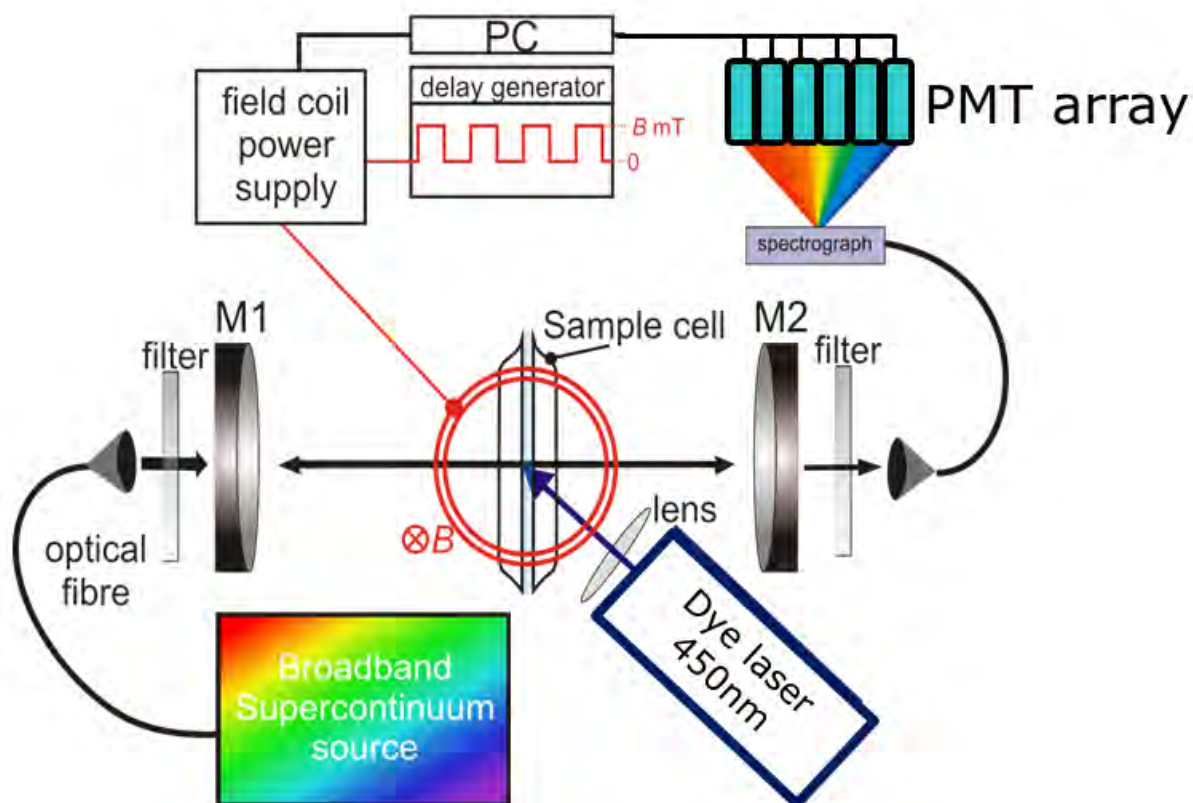 PC
field coil
power
supply
delay generator
B mT
0
PMT array
spectrograph
M1
filter
Sample cell
M2
filter
optical
fibre
⊗B
lens
Dye laser
450nm
Broadband
Supercontinuum
source